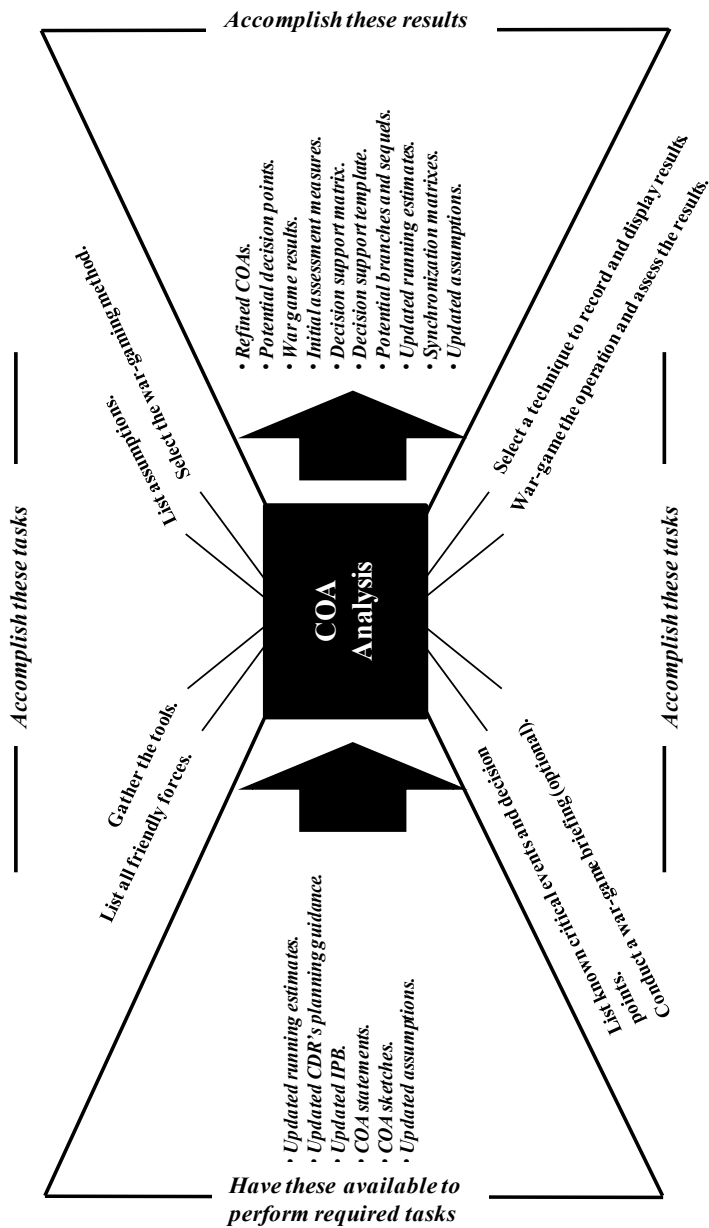 Accomplish these tasks
Have these available to
perform required tasks
• Updated running estimates.
• Updated CDR's planning guidance.
• Updated IPB.
• COA statements.
• COA sketches.
• Updated assumptions.
Gather the tools.
List all friendly forces.
List assumptions.
Select the war-gaming method.
COA
Analysis
List known critical events and decision
points.
Conduct a war-game briefing (optional).
Select a technique to record and display results.
War-game the operation and assess the results.
• Refined COAs.
• Potential decision points.
• War game results.
• Initial assessment measures.
• Decision support matrix.
• Decision support template.
• Potential branches and sequels.
• Updated running estimates.
• Synchronization matrixes.
• Updated assumptions.
Accomplish these results
Accomplish these tasks